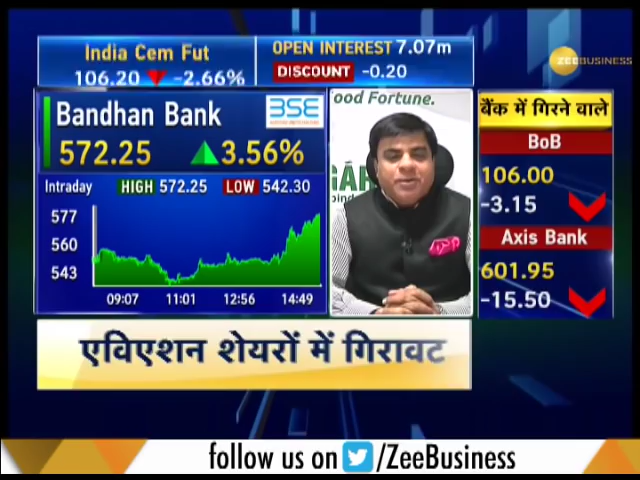 India Cem Fut
106.20 -2.66%
OPEN INTEREST 7.07m
DISCOUNT -0.20
ZEEBUSINESS
Bandhan Bank
BSE
572.25 3.56%
Intraday HIGH 572.25 LOW 542.30
577
560
543
09:07 11:01 12:56 14:49
ood Fortune.
बैंक में गिरने वाले
BoB
106.00
-3.15
Axis Bank
601.95
-15.50
एविएशन शेयरों में गिरावट
follow us on /ZeeBusiness